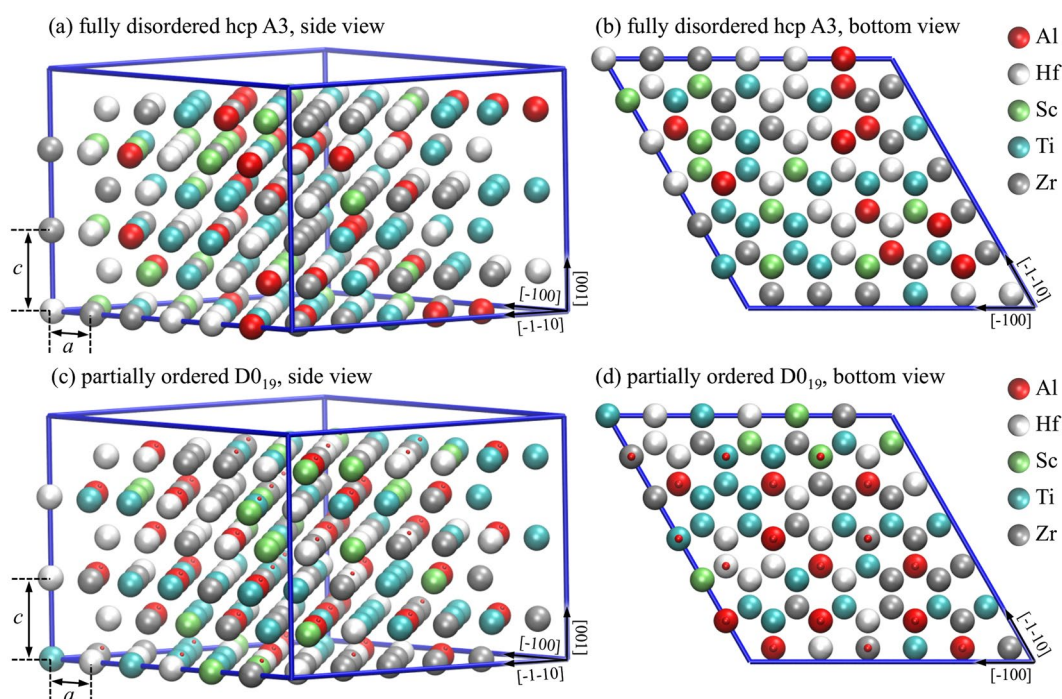 (a) fully disordered hcp A3, side view
(b) fully disordered hcp A3, bottom view
Al
Hf
Sc
Ti
Zr
c
a
[-100]
[-1-10]
[001]
[-1-10]
[-100]
(c) partially ordered D0₁₉, side view
(d) partially ordered D0₁₉, bottom view
Al
Hf
Sc
Ti
Zr
c
a
[-100]
[-1-10]
[001]
[-1-10]
[-100]